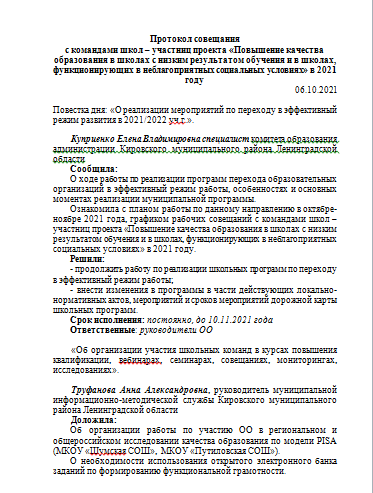 Протокол совещания
с командами школ – участниц проекта «Повышение качества
образования в школах с низким результатом обучения и в школах,
функционирующих в неблагоприятных социальных условиях» в 2021
году
06.10.2021
Повестка дня: «О реализации мероприятий по переходу в эффективный
режим развития в 2021/2022 уч.г.».
Куприенко Елена Владимировна специалист комитета образования
администрации Кировского муниципального района Ленинградской
области
Сообщила:
О ходе работы по реализации программ перехода образовательных
организаций в эффективный режим работы, особенностях и основных
моментах реализации муниципальной программы.
Ознакомила с планом работы по данному направлению в октябре-
ноябре 2021 года, графиком рабочих совещаний с командами школ –
участниц проекта «Повышение качества образования в школах с низким
результатом обучения и в школах, функционирующих в неблагоприятных
социальных условиях» в 2021 году.
Решили:
- продолжить работу по реализации школьных программ по переходу
в эффективный режим работы;
- внести изменения в программы в части действующих локально-
нормативных актов, мероприятий и сроков мероприятий дорожной карты
школьных программ.
Срок исполнения: постоянно, до 10.11.2021 года
Ответственные: руководители ОО
«Об организации участия школьных команд в курсах повышения
квалификации, вебинарах, семинарах, совещаниях, мониторингах,
исследованиях».
Труфанова Анна Александровна, руководитель муниципальной
информационно-методической службы Кировского муниципального
района Ленинградской области
Доложила:
Об организации работы по участию ОО в региональном и
общероссийском исследовании качества образования по модели PISA
(МКОУ «Шумская СОШ», МКОУ «Путиловская СОШ»).
О необходимости использования открытого электронного банка
заданий по формированию функциональной грамотности.